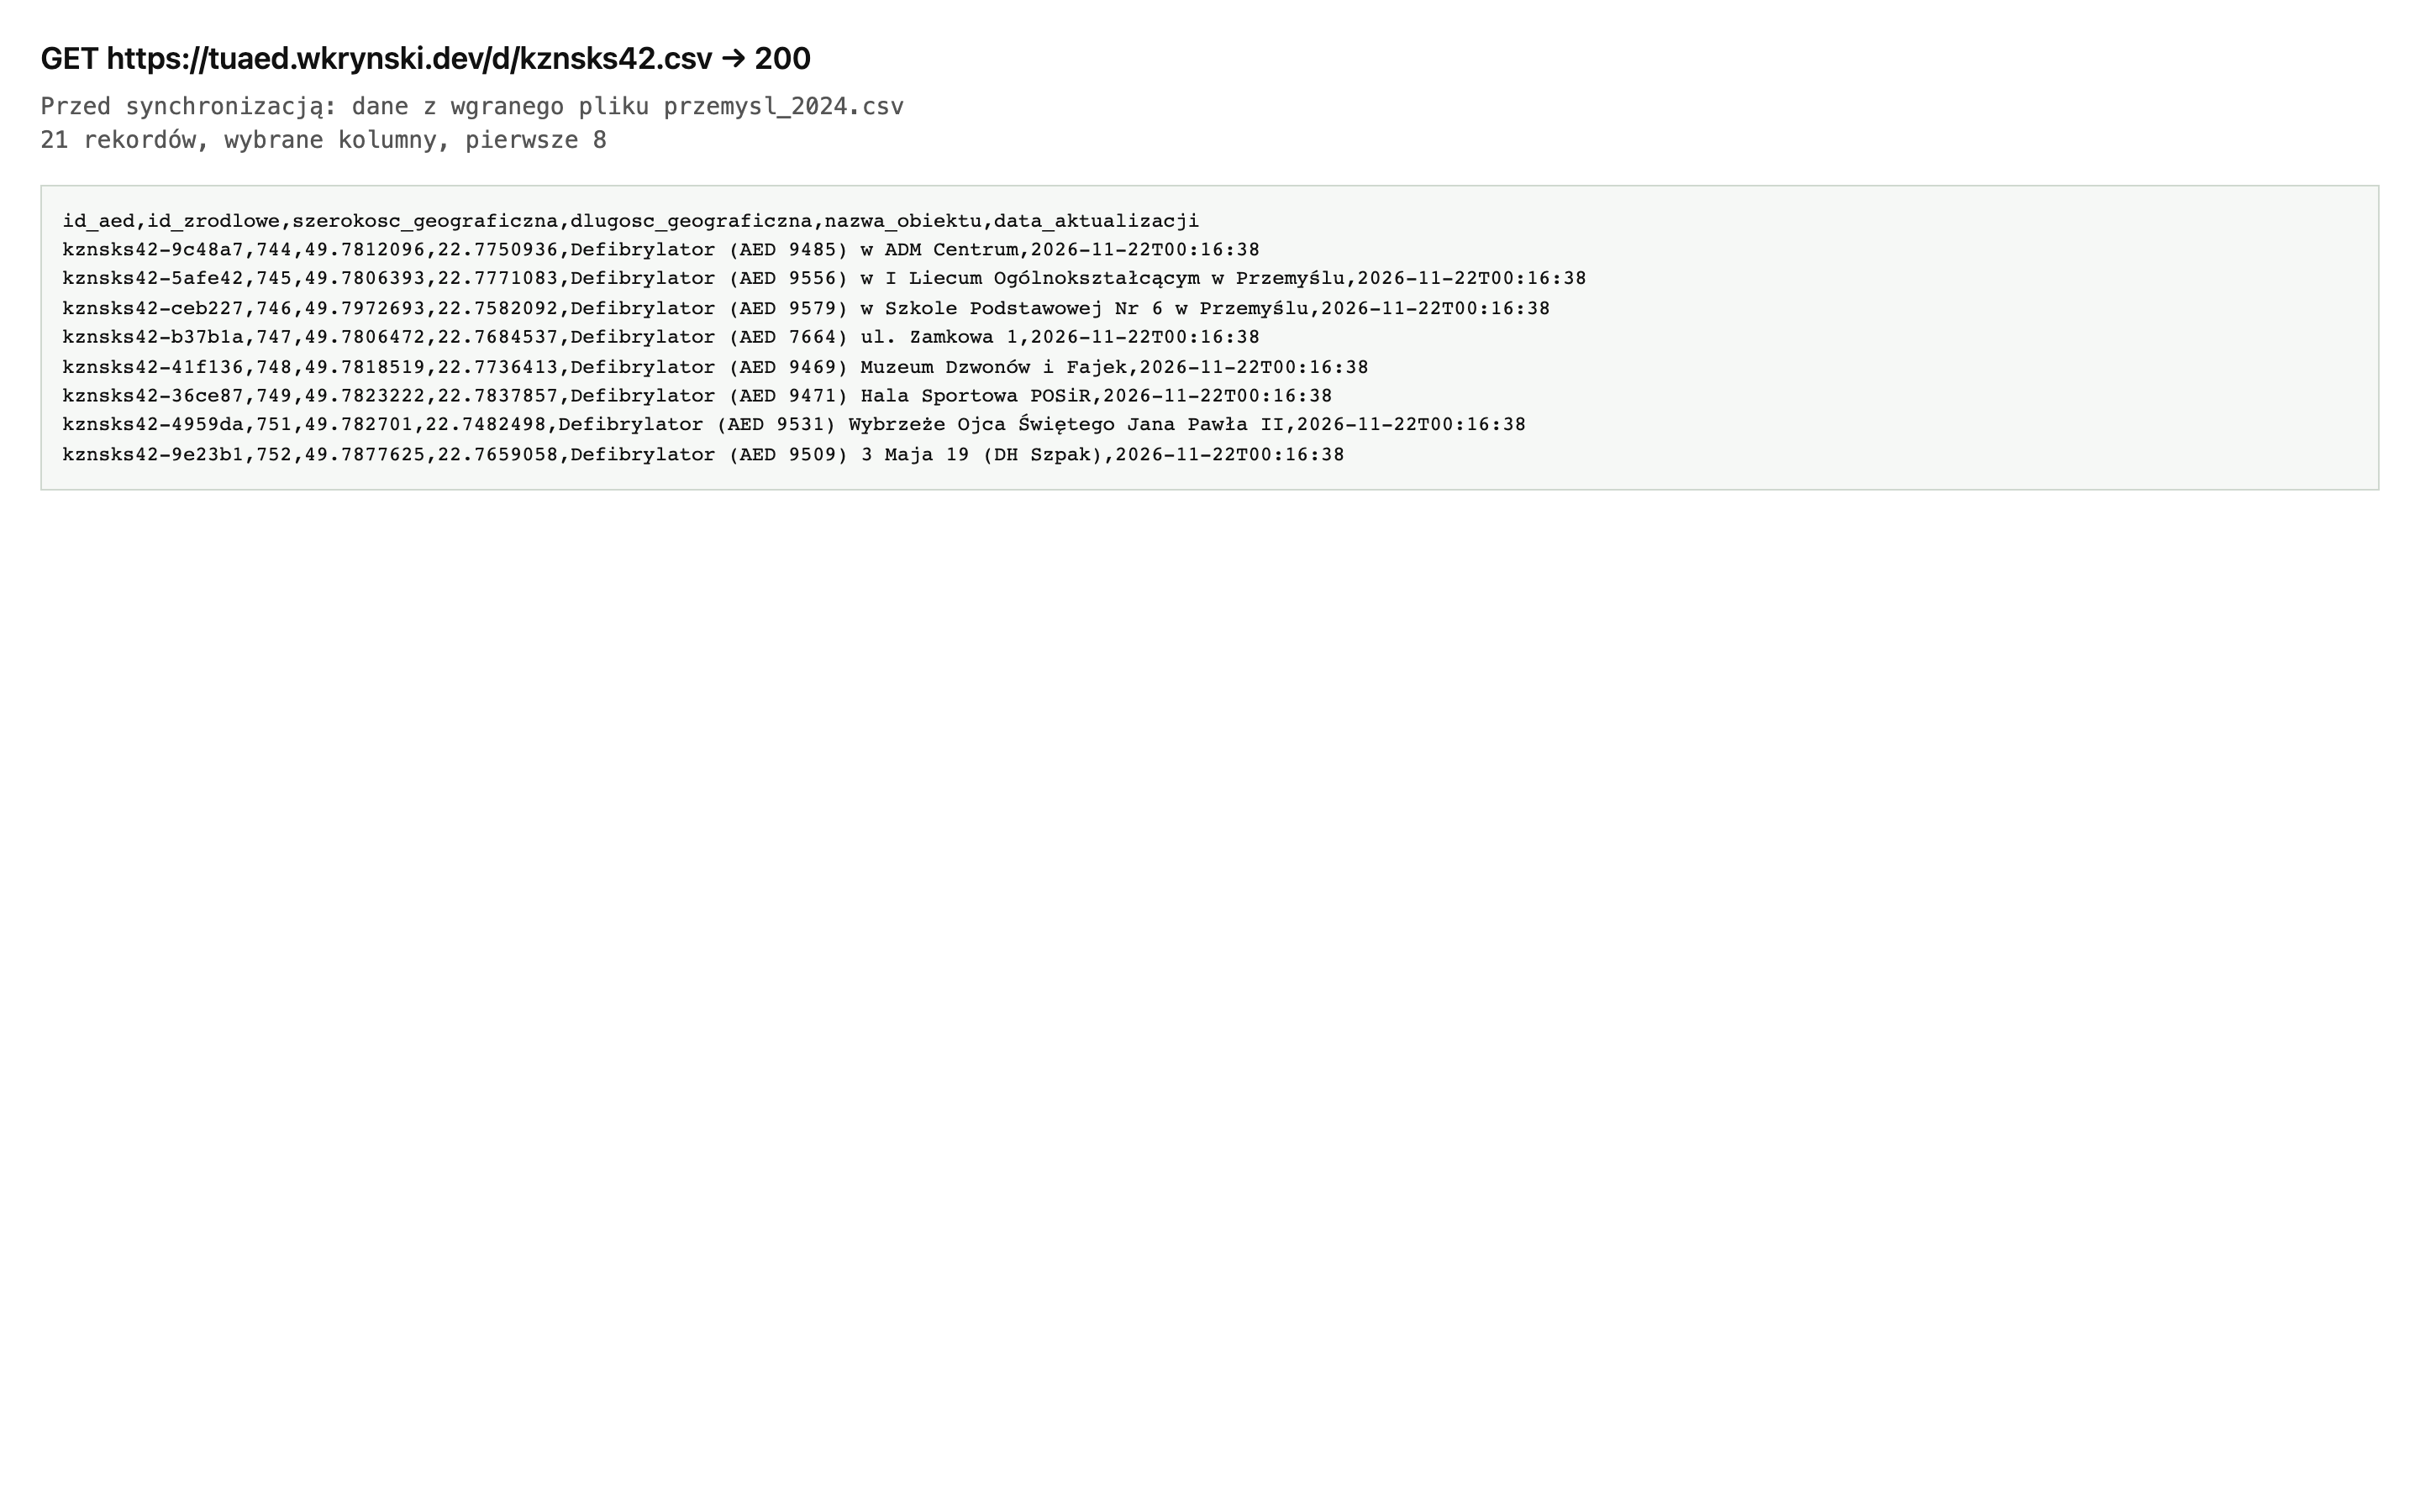 GET https://tuaed.wkrynski.dev/d/kznsks42.csv → 200
Przed synchronizacją: dane z wgranego pliku przemysl_2024.csv
21 rekordów, wybrane kolumny, pierwsze 8
id_aed,id_zrodlowe,szerokosc_geograficzna,dlugosc_geograficzna,nazwa_obiektu,data_aktualizacji
kznsks42-9c48a7,744,49.7812096,22.7750936,Defibrylator (AED 9485) w ADM Centrum,2026-11-22T00:16:38
kznsks42-5afe42,745,49.7806393,22.7771083,Defibrylator (AED 9556) w I Liecum Ogólnokształcącym w Przemyślu,2026-11-22T00:16:38
kznsks42-ceb227,746,49.7972693,22.7582092,Defibrylator (AED 9579) w Szkole Podstawowej Nr 6 w Przemyślu,2026-11-22T00:16:38
kznsks42-b37b1a,747,49.7806472,22.7684537,Defibrylator (AED 7664) ul. Zamkowa 1,2026-11-22T00:16:38
kznsks42-41f136,748,49.7818519,22.7736413,Defibrylator (AED 9469) Muzeum Dzwonów i Fajek,2026-11-22T00:16:38
kznsks42-36ce87,749,49.7823222,22.7837857,Defibrylator (AED 9471) Hala Sportowa POSiR,2026-11-22T00:16:38
kznsks42-4959da,751,49.782701,22.7482498,Defibrylator (AED 9531) Wybrzeże Ojca Świętego Jana Pawła II,2026-11-22T00:16:38
kznsks42-9e23b1,752,49.7877625,22.7659058,Defibrylator (AED 9509) 3 Maja 19 (DH Szpak),2026-11-22T00:16:38